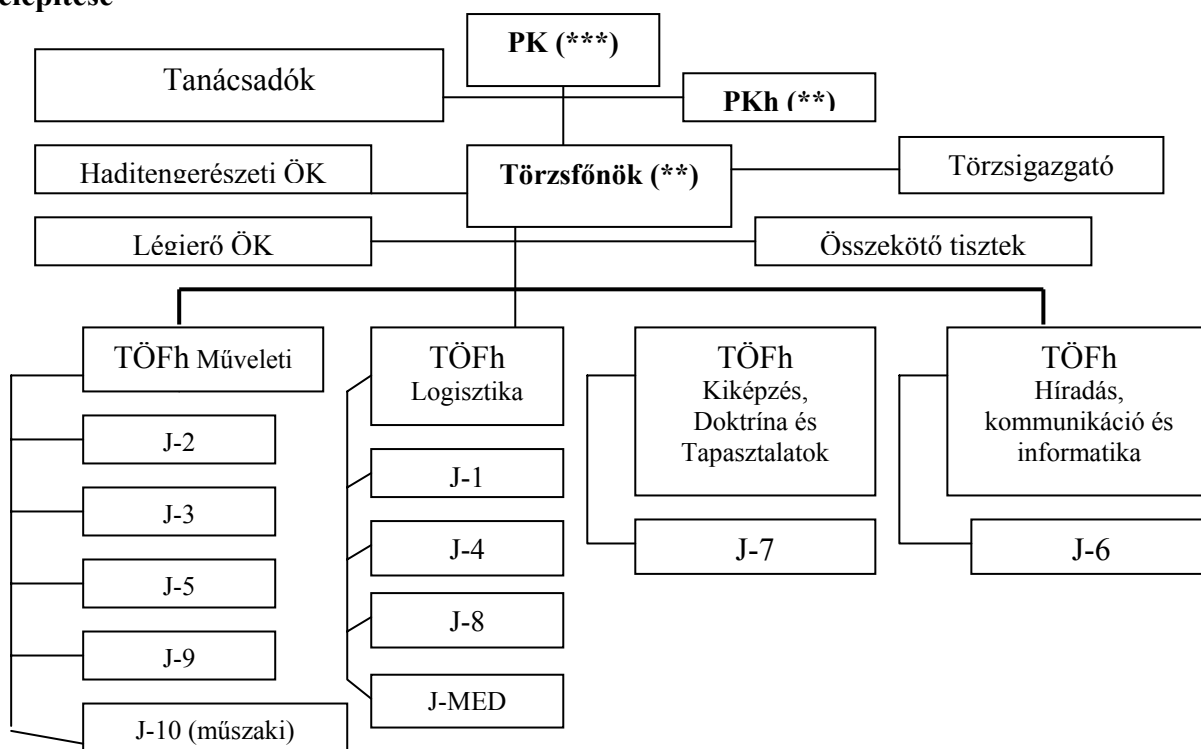 PK (***)
Tanácsadók
PKh (**)
Haditengerészeti ÖK
Törzsfőnök (**)
Törzsigazgató
Légierő ÖK
Összekötő tisztek
TÖFh Műveleti
J-2
J-3
J-5
J-9
J-10 (műszaki)
TÖFh
Logisztika
J-1
J-4
J-8
J-MED
TÖFh
Kiképzés,
Doktrína és
Tapasztalatok
J-7
TÖFh
Híradás,
kommunikáció és
informatika
J-6